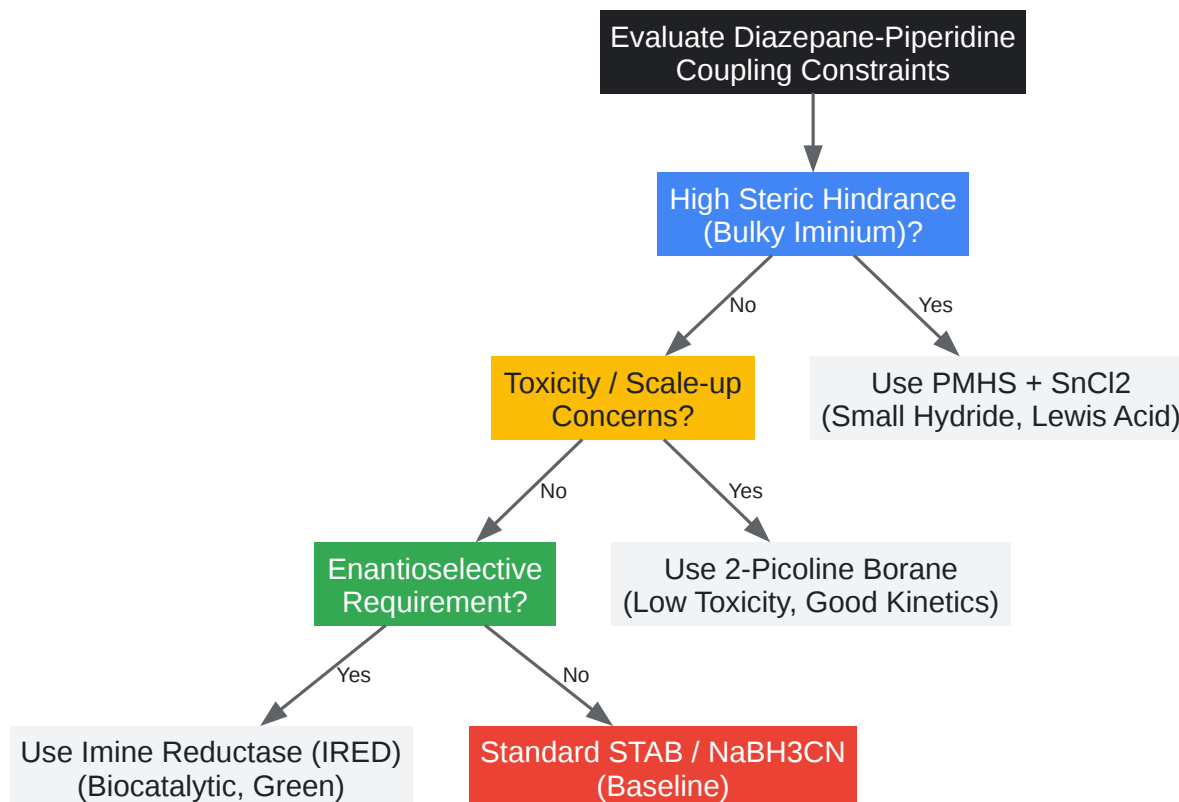 Evaluate Diazepane-Piperidine
Coupling Constraints
High Steric Hindrance
(Bulky Iminium)?
No
Yes
Toxicity / Scale-up
Concerns?
Use PMHS + SnCl2
(Small Hydride, Lewis Acid)
No
Yes
Enantioselective
Requirement?
Use 2-Picoline Borane
(Low Toxicity, Good Kinetics)
Yes
No
Use Imine Reductase (IRED)
(Biocatalytic, Green)
Standard STAB / NaBH3CN
(Baseline)